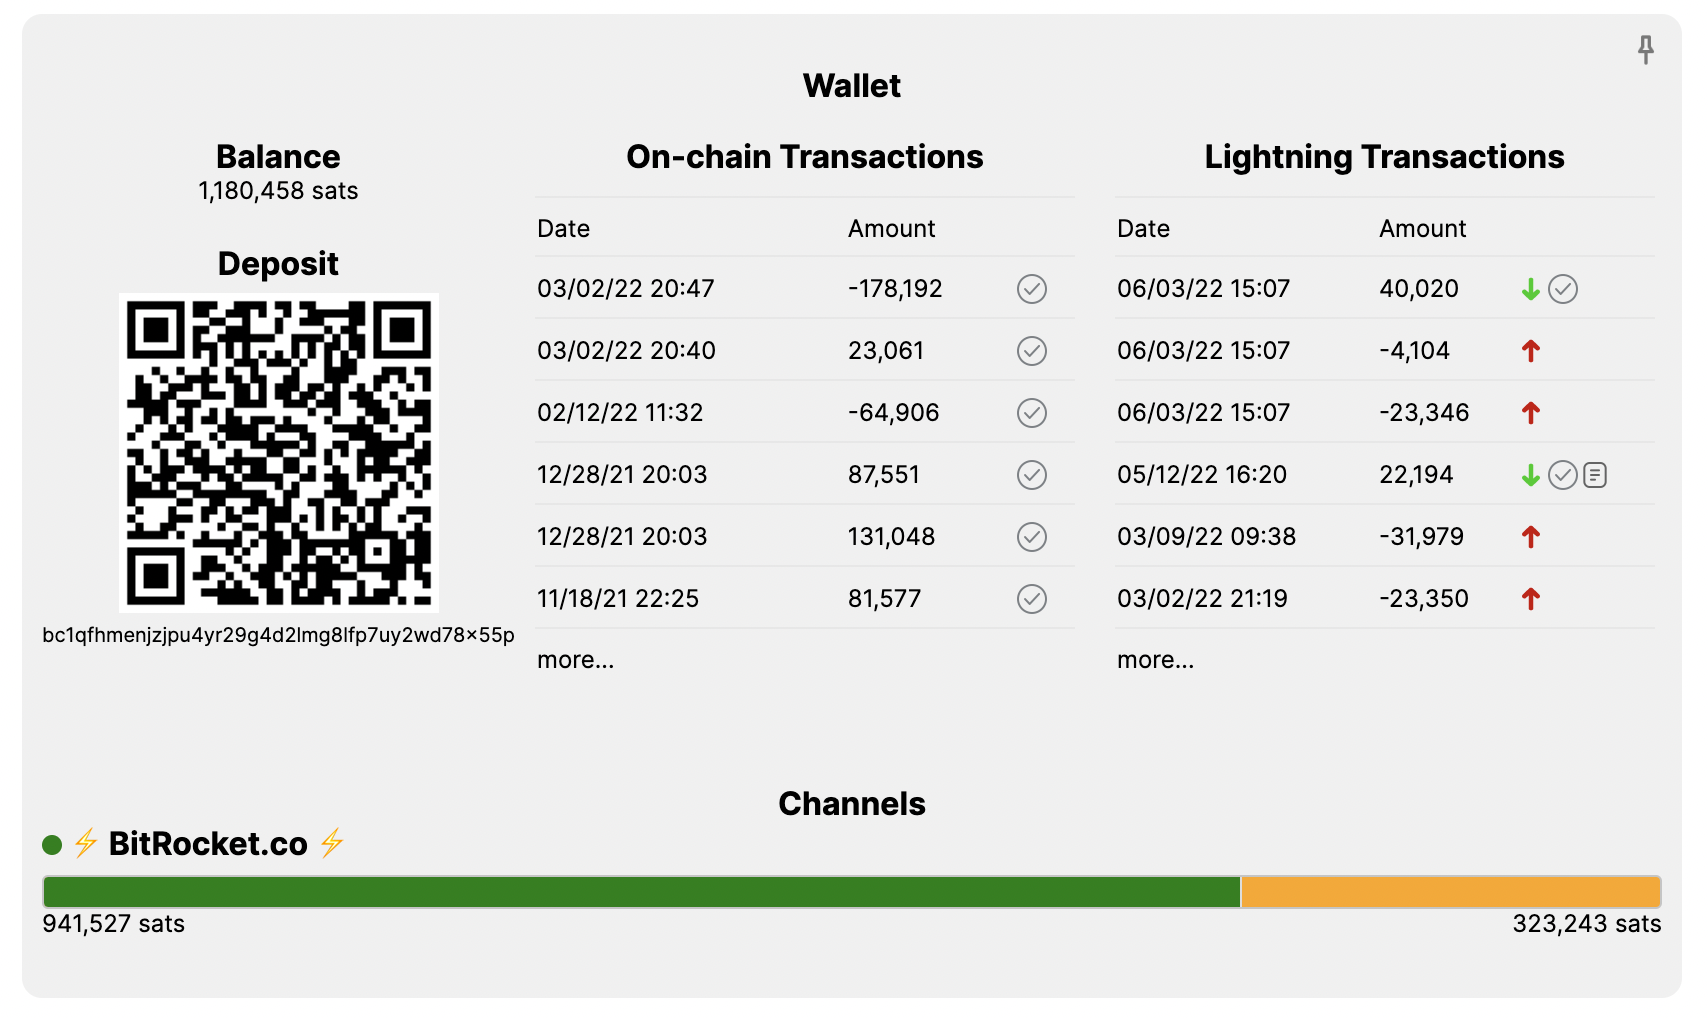 Wallet
Balance
1,180,458 sats
Deposit
bc1qfhmenjzjpu4yr29g4d2lmg8lfp7uy2wd78x55p
On-chain Transactions
Date Amount
03/02/22 20:47 -178,192
03/02/22 20:40 23,061
02/12/22 11:32 -64,906
12/28/21 20:03 87,551
12/28/21 20:03 131,048
11/18/21 22:25 81,577
more...
Lightning Transactions
Date Amount
06/03/22 15:07 40,020
06/03/22 15:07 -4,104
06/03/22 15:07 -23,346
05/12/22 16:20 22,194
03/09/22 09:38 -31,979
03/02/22 21:19 -23,350
more...
Channels
⚡ BitRocket.co ⚡
941,527 sats
323,243 sats